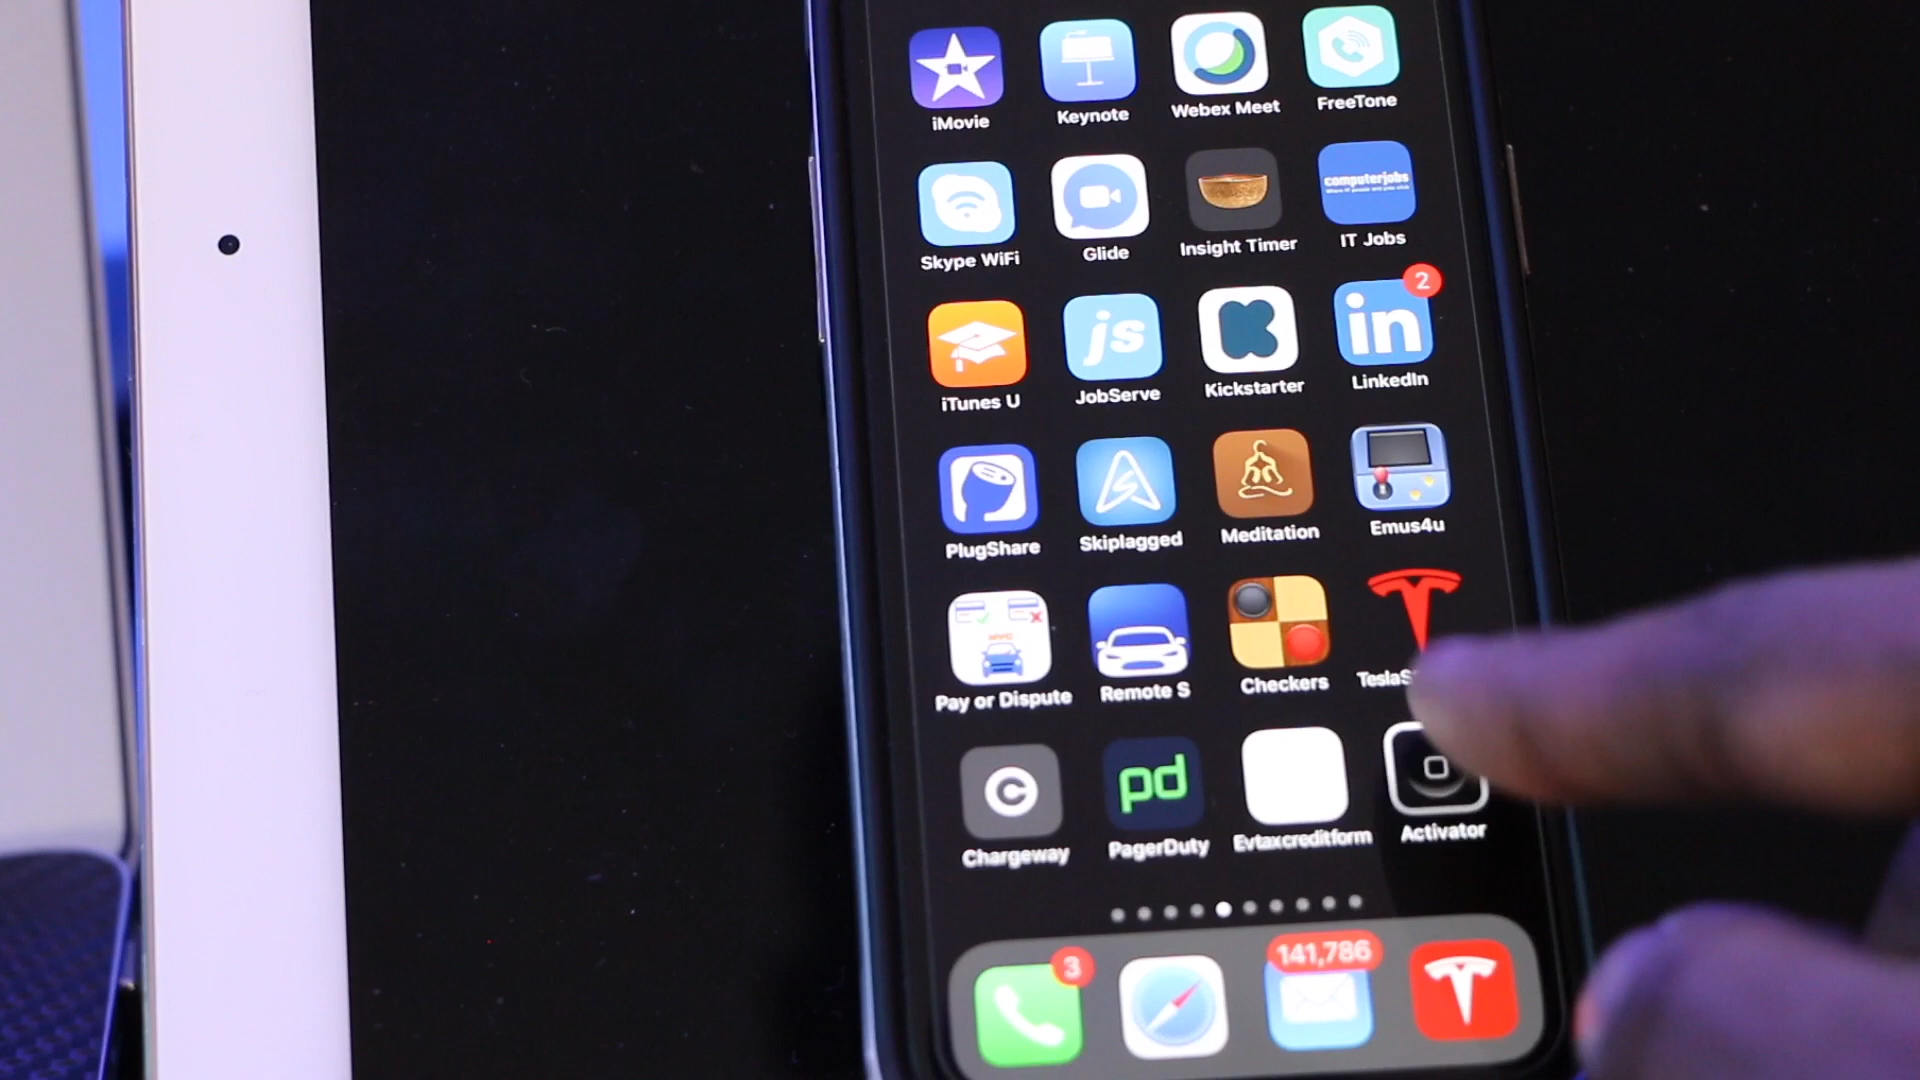 iMovie
Keynote
Webex Meet
FreeTone
computerjobs
Skype WiFi
Glide
Insight Timer
IT Jobs
2
js
K
in
iTunes U
JobServe
Kickstarter
LinkedIn
PlugShare
Skiplagged
Meditation
Emus4u
NYC
Pay or Dispute
Remote S
Checkers
C
pd
Chargeway
PagerDuty
Evtaxcreditform
Activator
3
141,786